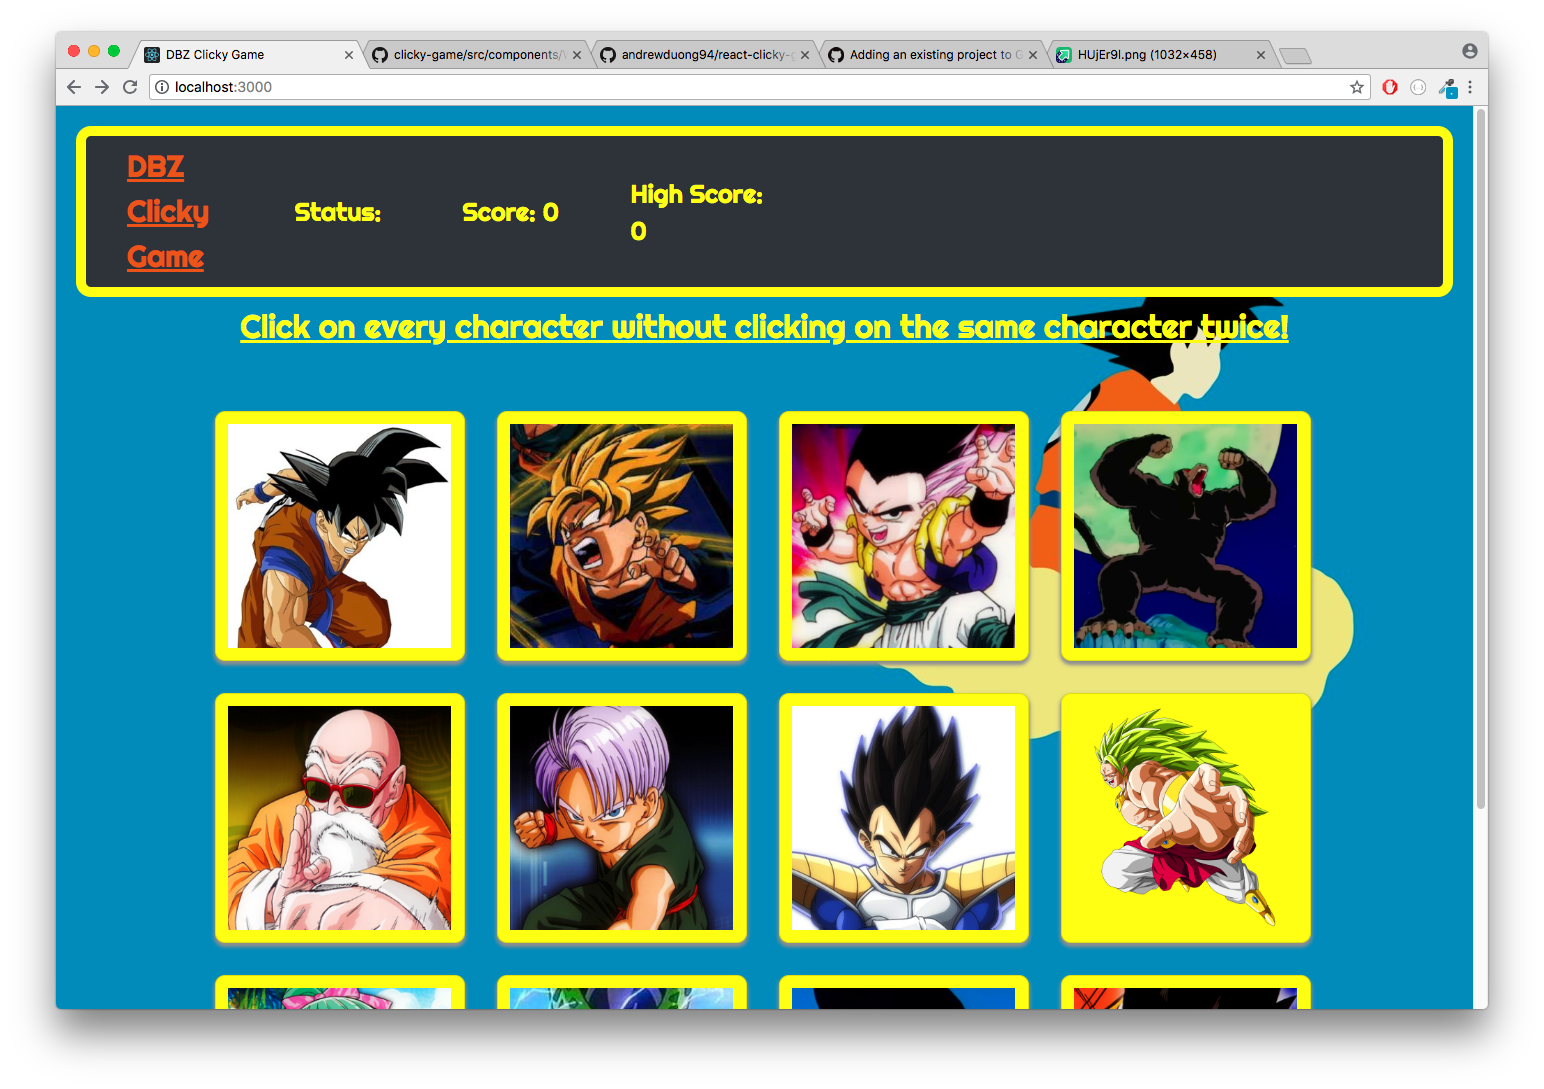 DBZ Clicky Game
clicky-game/src/components/
andrewduong94/react-clicky-g
Adding an existing project to G
HUjEr9I.png (1032×458)
localhost:3000
DBZ
Clicky
Game
Status:
Score: 0
High Score:
0
Click on every character without clicking on the same character twice!